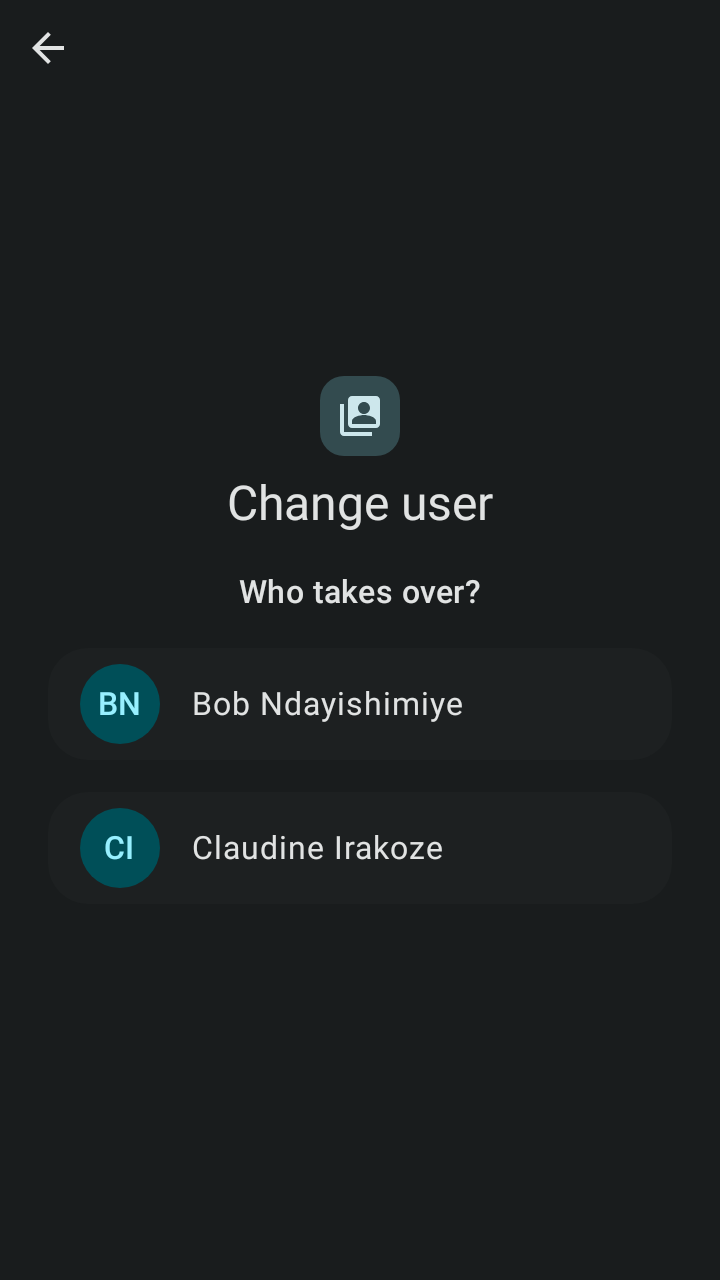 Change user
Who takes over?
BN Bob Ndayishimiye
CI Claudine Irakoze